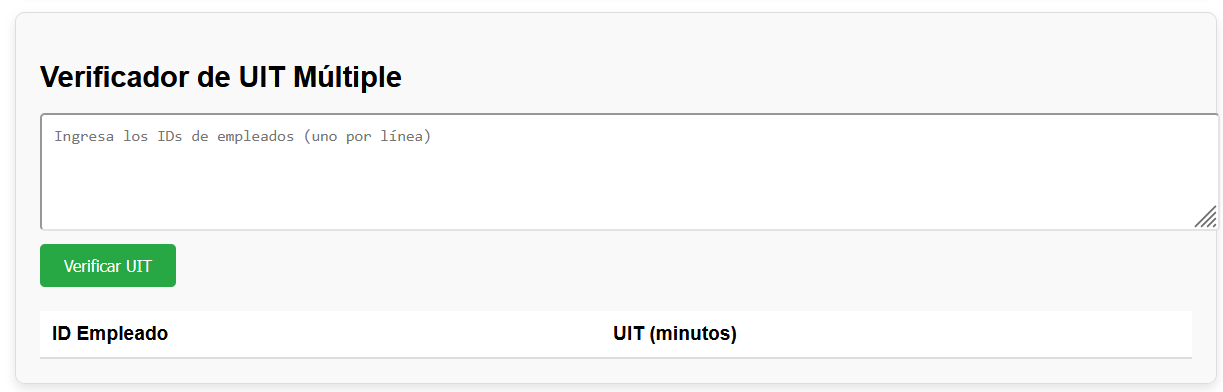 Verificador de UIT Múltiple
Ingresa los IDs de empleados (uno por línea)
Verificar UIT
ID Empleado UIT (minutos)